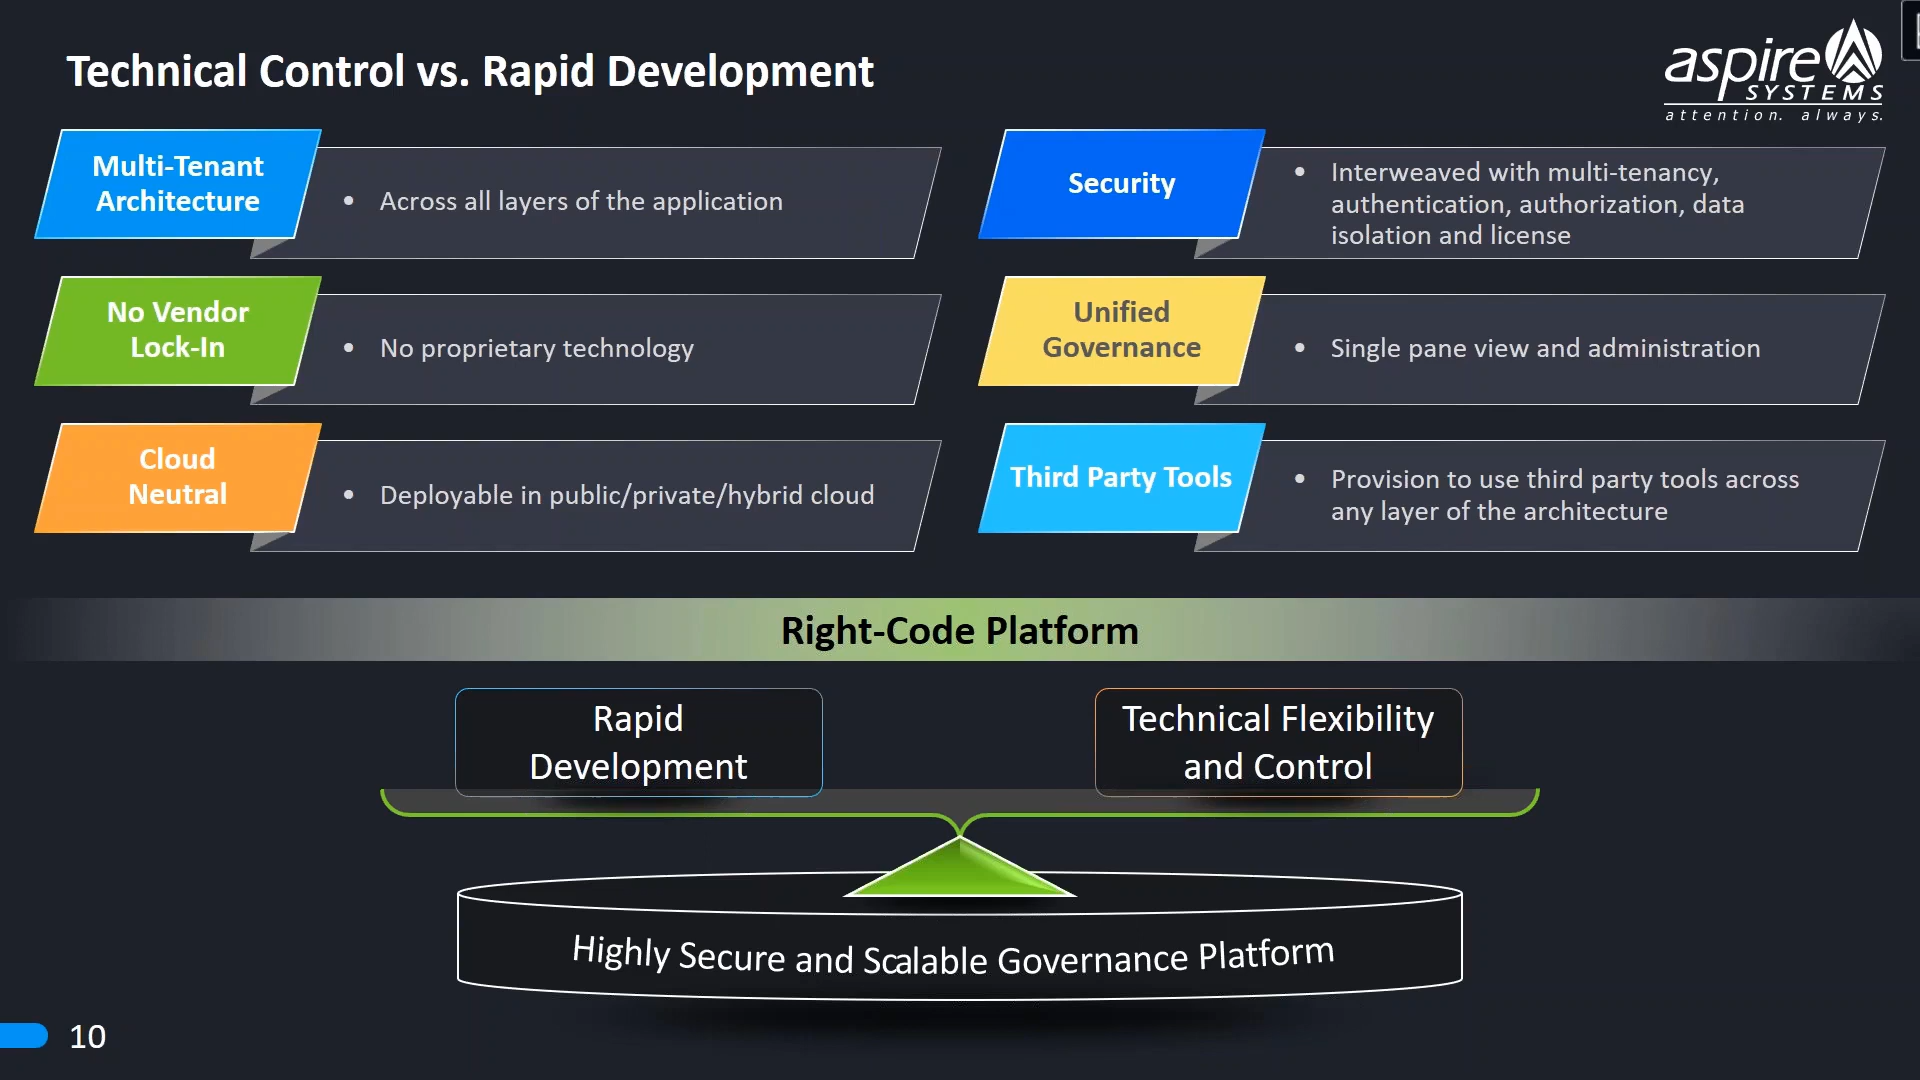 Technical Control vs. Rapid Development
aspire
SYSTEMS
attention. always.
Multi-Tenant
Architecture
• Across all layers of the application
No Vendor
Lock-In
• No proprietary technology
Cloud
Neutral
• Deployable in public/private/hybrid cloud
Security
• Interweaved with multi-tenancy,
authentication, authorization, data
isolation and license
Unified
Governance
• Single pane view and administration
Third Party Tools
• Provision to use third party tools across
any layer of the architecture
Right-Code Platform
Rapid
Development
Technical Flexibility
and Control
Highly Secure and Scalable Governance Platform
10